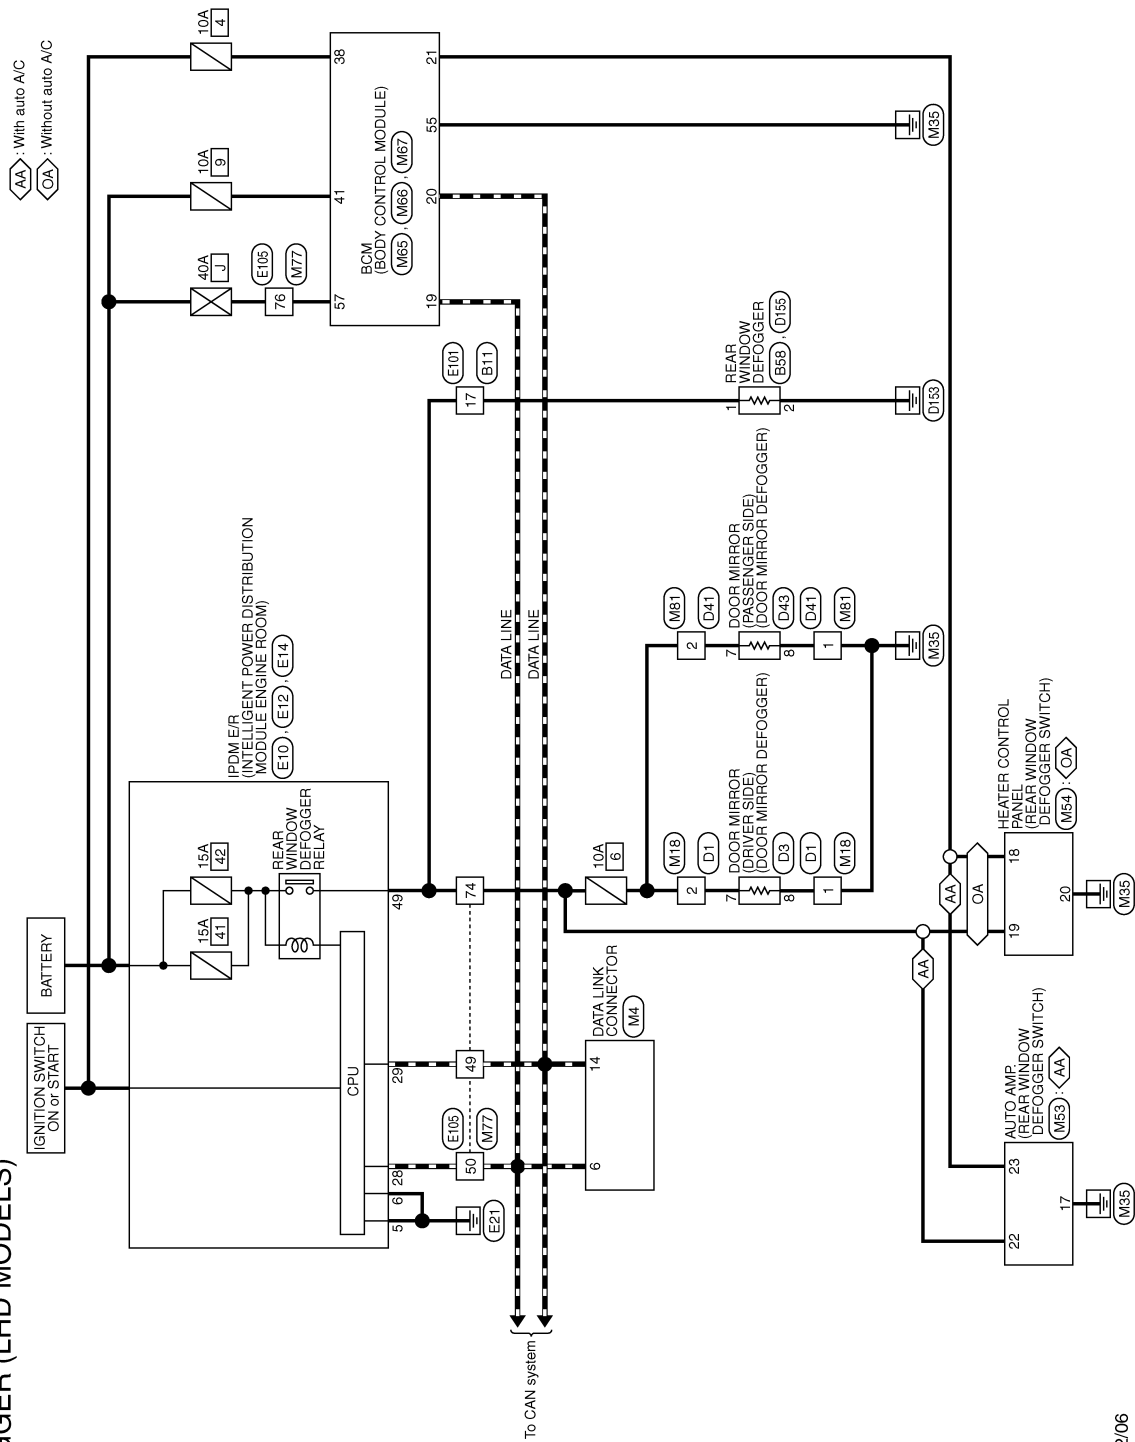 GGER (LHD MODELS)
IGNITION SWITCH
ON or START
BATTERY
AA : With auto A/C
OA : Without auto A/C
10A
4
10A
9
40A
J
E105
M77
76
38
41
57
BCM
(BODY CONTROL MODULE)
M65 , M66 , M67
19
20
55
21
M35
IPDM E/R
(INTELLIGENT POWER DISTRIBUTION
MODULE ENGINE ROOM)
E10 , E12 , E14
15A
41
15A
42
REAR
WINDOW
DEFOGGER
RELAY
CPU
5
6
28
29
49
E21
E105
M77
50
49
74
E101
B11
17
DATA LINE
DATA LINE
To CAN system
REAR
WINDOW
DEFOGGER
B58 , D155
1
2
D153
DATA LINK
CONNECTOR
M4
6
14
10A
6
M18
D1
2
DOOR MIRROR
(DRIVER SIDE)
(DOOR MIRROR DEFOGGER)
7
8
D3
D1
1
M18
M81
D41
2
DOOR MIRROR
(PASSENGER SIDE)
(DOOR MIRROR DEFOGGER)
7
8
D43
D41
1
M81
M35
AA
AA
OA
AUTO AMP.
(REAR WINDOW
DEFOGGER SWITCH)
M53 : AA
22
23
17
M35
HEATER CONTROL
PANEL
(REAR WINDOW
DEFOGGER SWITCH)
M54 : OA
19
18
20
M35
2/06